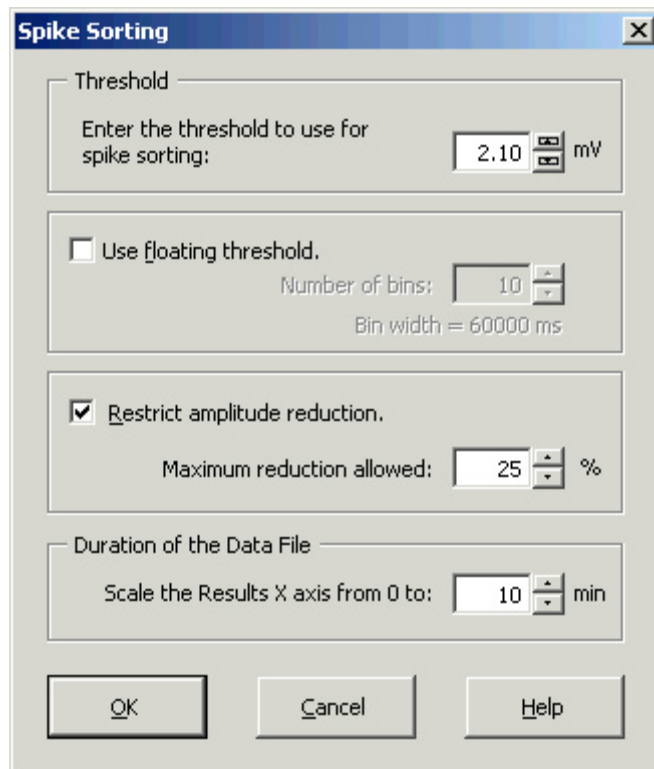 Spike Sorting
Threshold
Enter the threshold to use for
spike sorting:
2.10 mV
Use floating threshold.
Number of bins: 10
Bin width = 60000 ms
Restrict amplitude reduction.
Maximum reduction allowed: 25 %
Duration of the Data File
Scale the Results X axis from 0 to: 10 min
OK Cancel Help